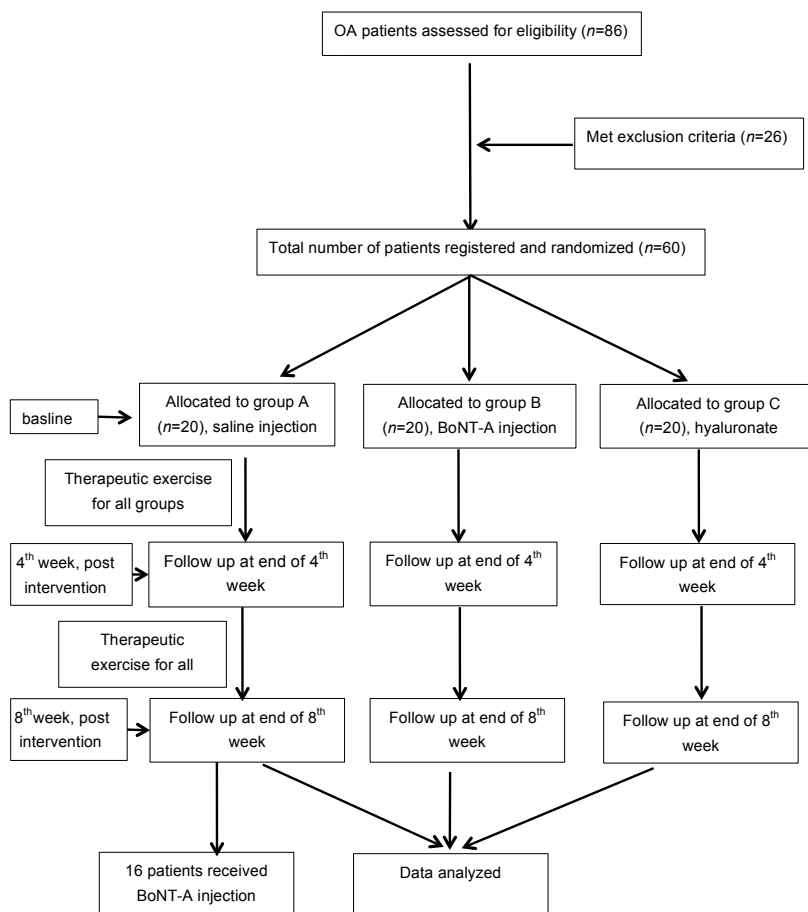 OA patients assessed for eligibility (n=86)
Met exclusion criteria (n=26)
Total number of patients registered and randomized (n=60)
basline
Allocated to group A
(n=20), saline injection
Allocated to group B
(n=20), BoNT-A injection
Allocated to group C
(n=20), hyaluronate
Therapeutic exercise
for all groups
4th week, post
intervention
Follow up at end of 4th
week
Follow up at end of 4th
week
Follow up at end of 4th
week
Therapeutic
exercise for all
8th week, post
intervention
Follow up at end of 8th
week
Follow up at end of 8th
week
Follow up at end of 8th
week
16 patients received
BoNT-A injection
Data analyzed